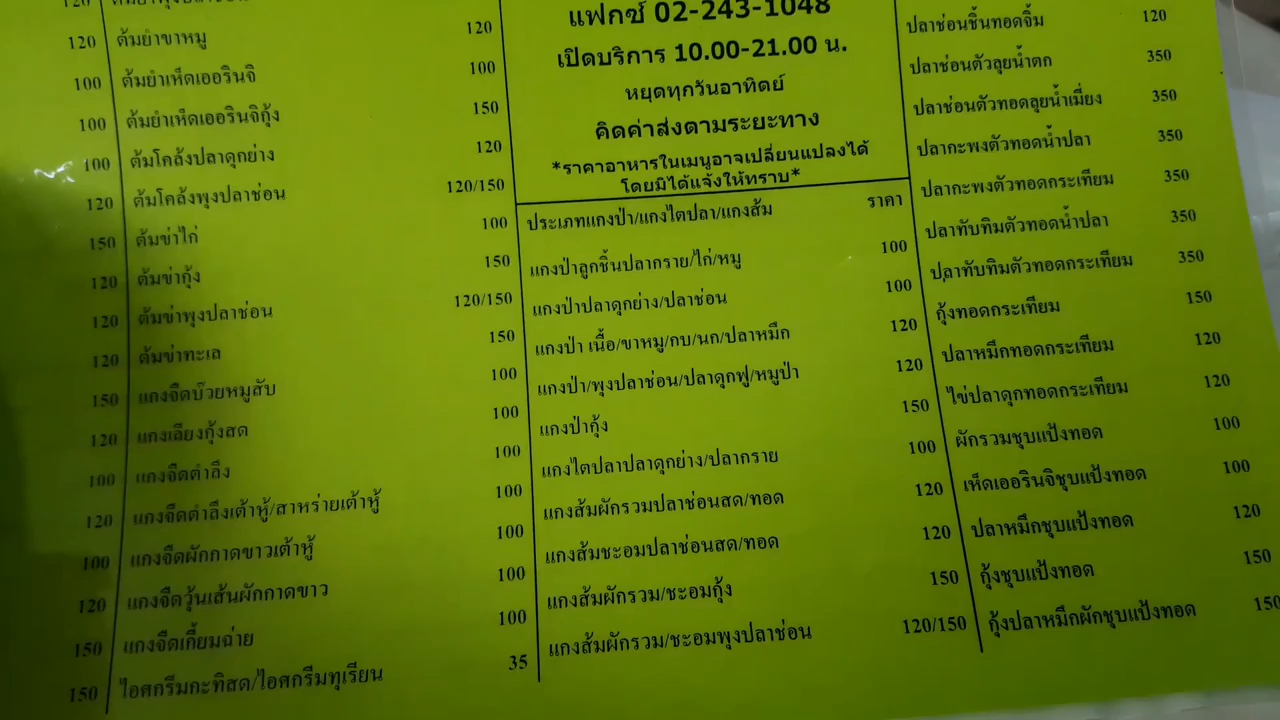 120
120 ต้มยำขาหมู 120
100 ต้มยำเห็ดเออรินจิ 100
100 ต้มยำเห็ดเออรินจิกุ้ง 150
100 ต้มโคล้งปลาดุกย่าง 120
120 ต้มโคล้งพุงปลาช่อน 120/150
150 ต้มข่าไก่ 100
120 ต้มข่ากุ้ง 150
120 ต้มข่าพุงปลาช่อน 120/150
120 ต้มข่าทะเล 150
150 แกงจืดบ๊วยหมูสับ 100
120 แกงเลียงกุ้งสด 100
100 แกงจืดตำลึง 100
120 แกงจืดตำลึงเต้าหู้/สาหร่ายเต้าหู้ 100
100 แกงจืดผักกาดขาวเต้าหู้ 100
120 แกงจืดวุ้นเส้นผักกาดขาว 100
150 แกงจืดเกี้ยมฉ่าย 100
150 ไอศกรีมกะทิสด/ไอศกรีมทุเรียน 35
แฟกซ์ 02-243-1048
เปิดบริการ 10.00-21.00 น.
หยุดทุกวันอาทิตย์
คิดค่าส่งตามระยะทาง
*ราคาอาหารในเมนูอาจเปลี่ยนแปลงได้
โดยมิได้แจ้งให้ทราบ*
ประเภทแกงป่า/แกงไตปลา/แกงส้ม ราคา
แกงป่าลูกชิ้นปลากราย/ไก่/หมู 100
แกงป่าปลาดุกย่าง/ปลาช่อน 100
แกงป่า เนื้อ/ขาหมู/กบ/นก/ปลาหมึก 120
แกงป่า/พุงปลาช่อน/ปลาดุกฟู/หมูป่า 120
แกงป่ากุ้ง 150
แกงไตปลาปลาดุกย่าง/ปลากราย 100
แกงส้มผักรวมปลาช่อนสด/ทอด 120
แกงส้มชะอมปลาช่อนสด/ทอด 120
แกงส้มผักรวม/ชะอมกุ้ง 150
แกงส้มผักรวม/ชะอมพุงปลาช่อน 120/150
ปลาช่อนชิ้นทอดจิ้ม 120
ปลาช่อนตัวลุยน้ำตก 350
ปลาช่อนตัวทอดลุยน้ำเมี่ยง 350
ปลากะพงตัวทอดน้ำปลา 350
ปลากะพงตัวทอดกระเทียม 350
ปลาทับทิมตัวทอดน้ำปลา 350
ปลาทับทิมตัวทอดกระเทียม 350
กุ้งทอดกระเทียม 150
ปลาหมึกทอดกระเทียม 120
ไข่ปลาดุกทอดกระเทียม 120
ผักรวมชุบแป้งทอด 100
เห็ดเออรินจิชุบแป้งทอด 100
ปลาหมึกชุบแป้งทอด 120
กุ้งชุบแป้งทอด 150
กุ้งปลาหมึกผักชุบแป้งทอด 150